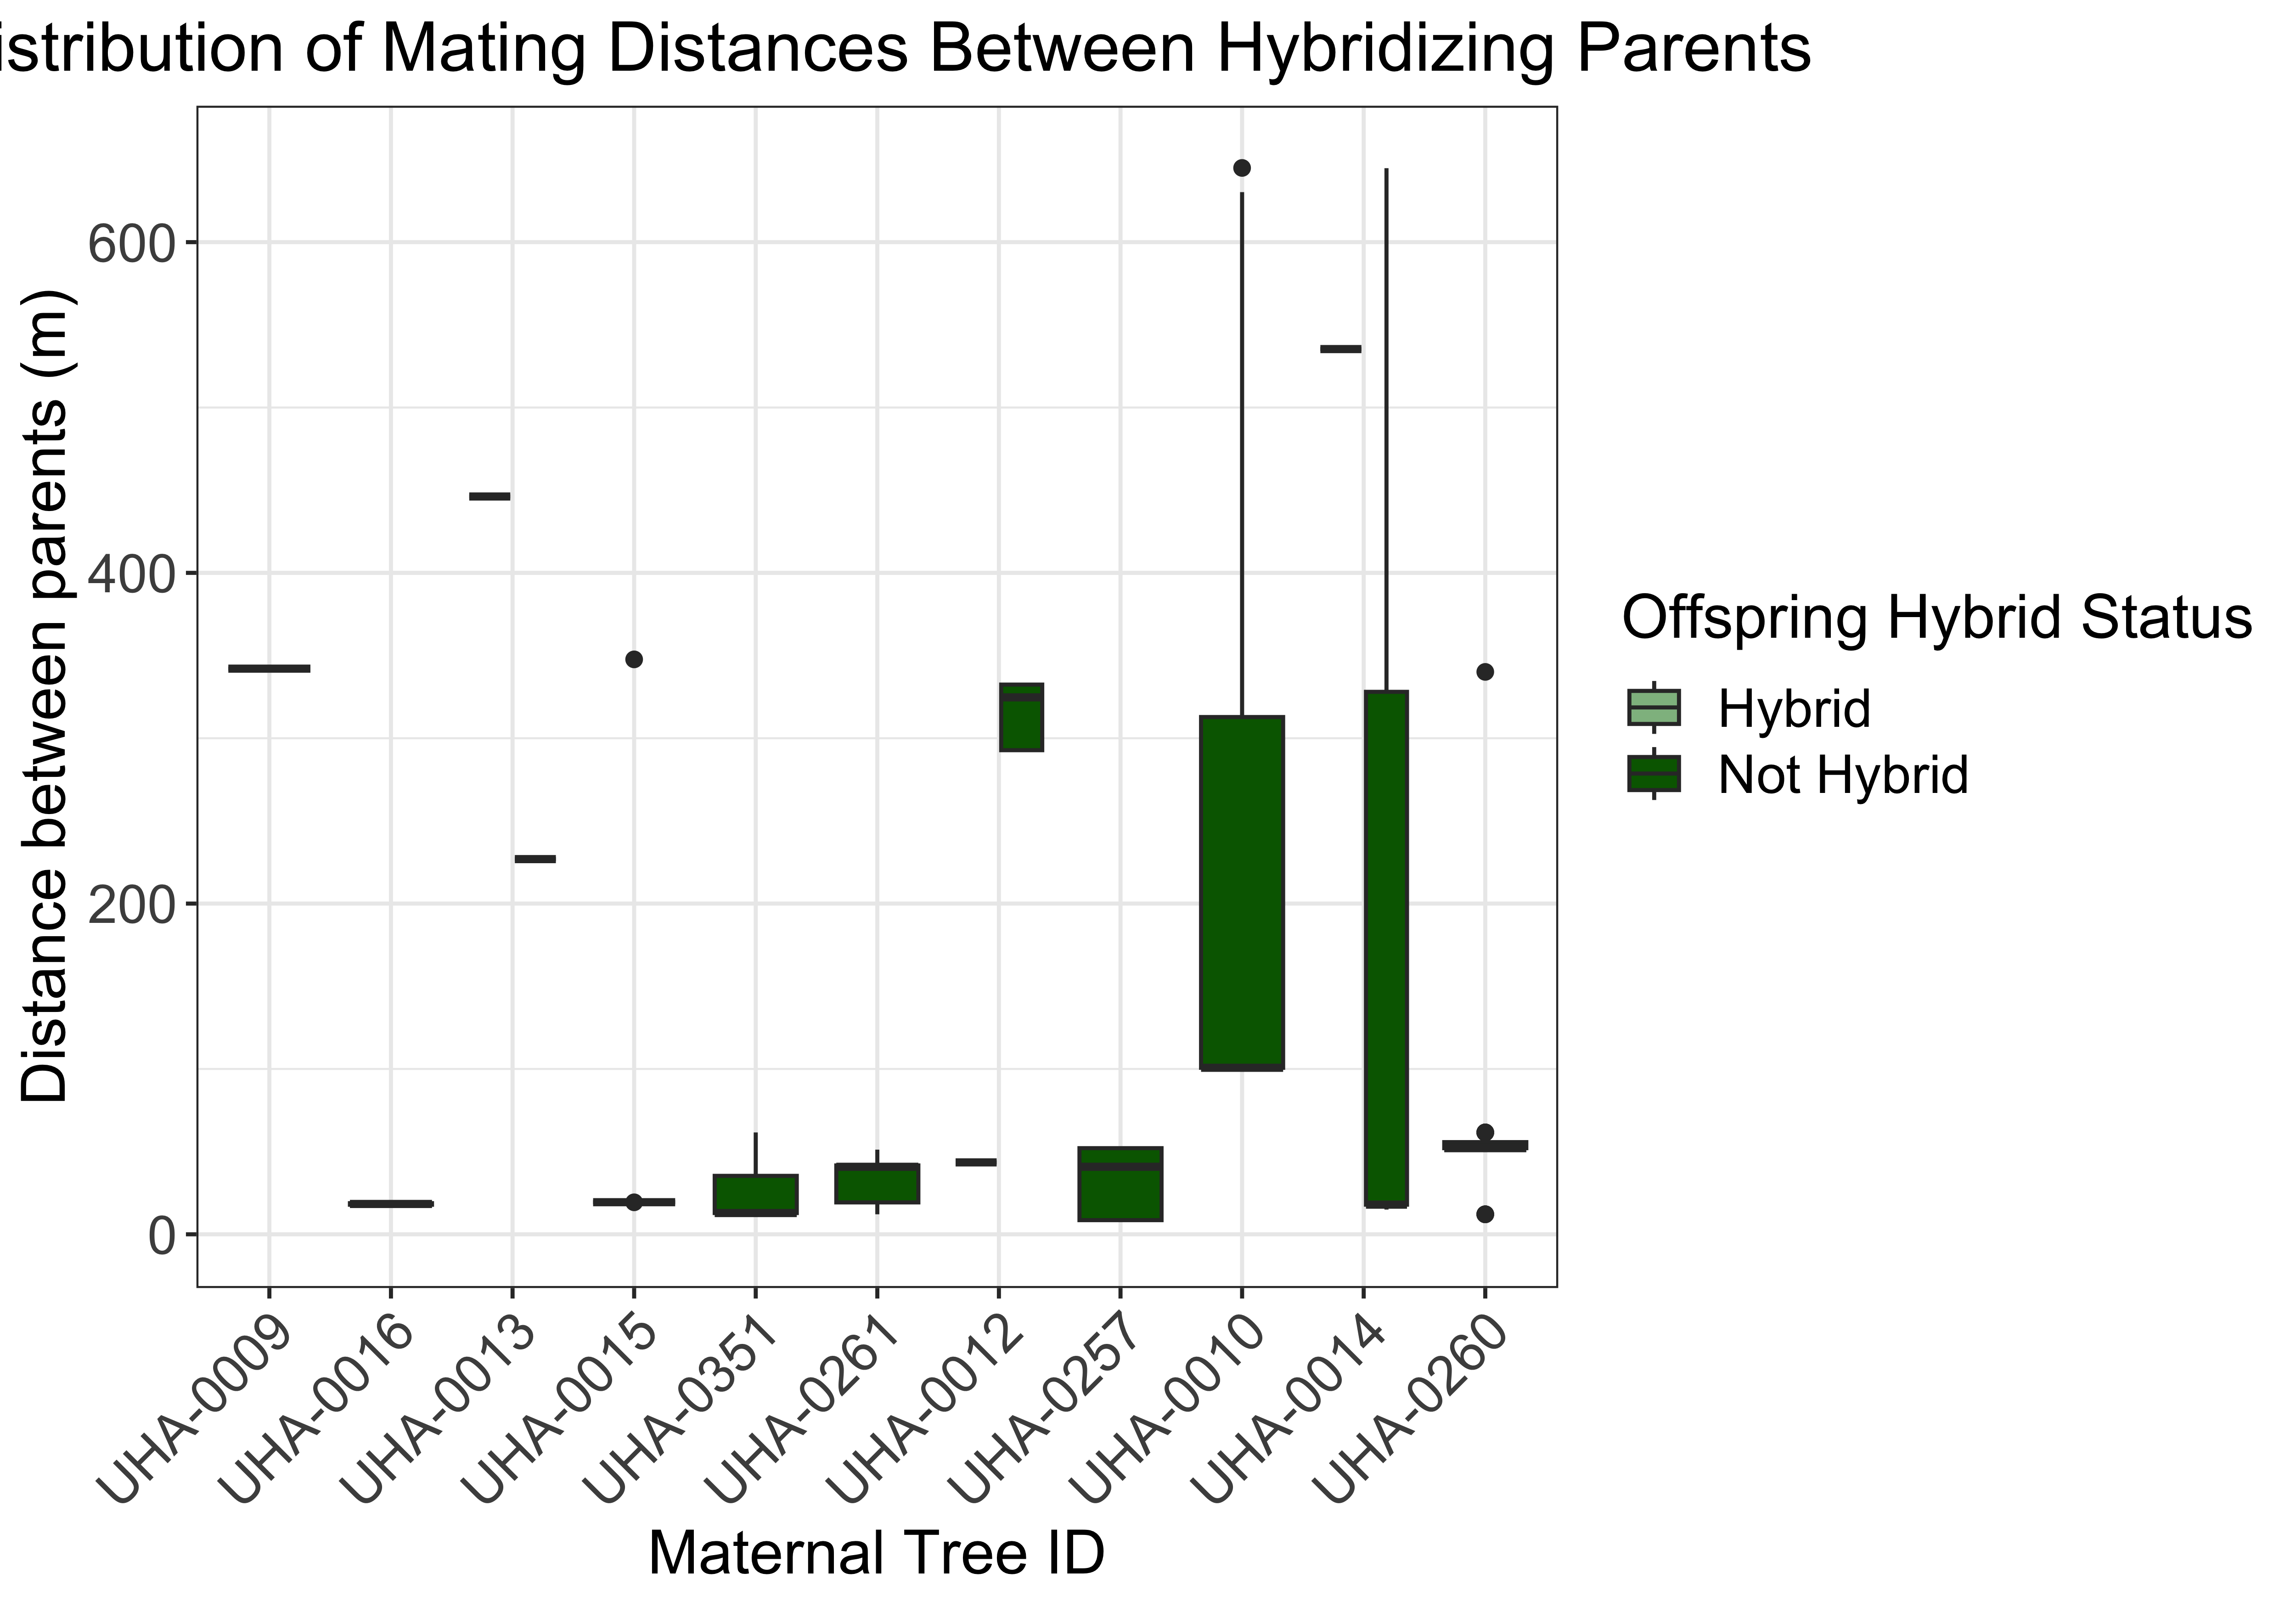 istribution of Mating Distances Between Hybridizing Parents
Distance between parents (m)
600
400
200
0
UHA-0009
UHA-0016
UHA-0013
UHA-0015
UHA-0351
UHA-0261
UHA-0012
UHA-0257
UHA-0010
UHA-0014
UHA-0260
Maternal Tree ID
Offspring Hybrid Status
Hybrid
Not Hybrid